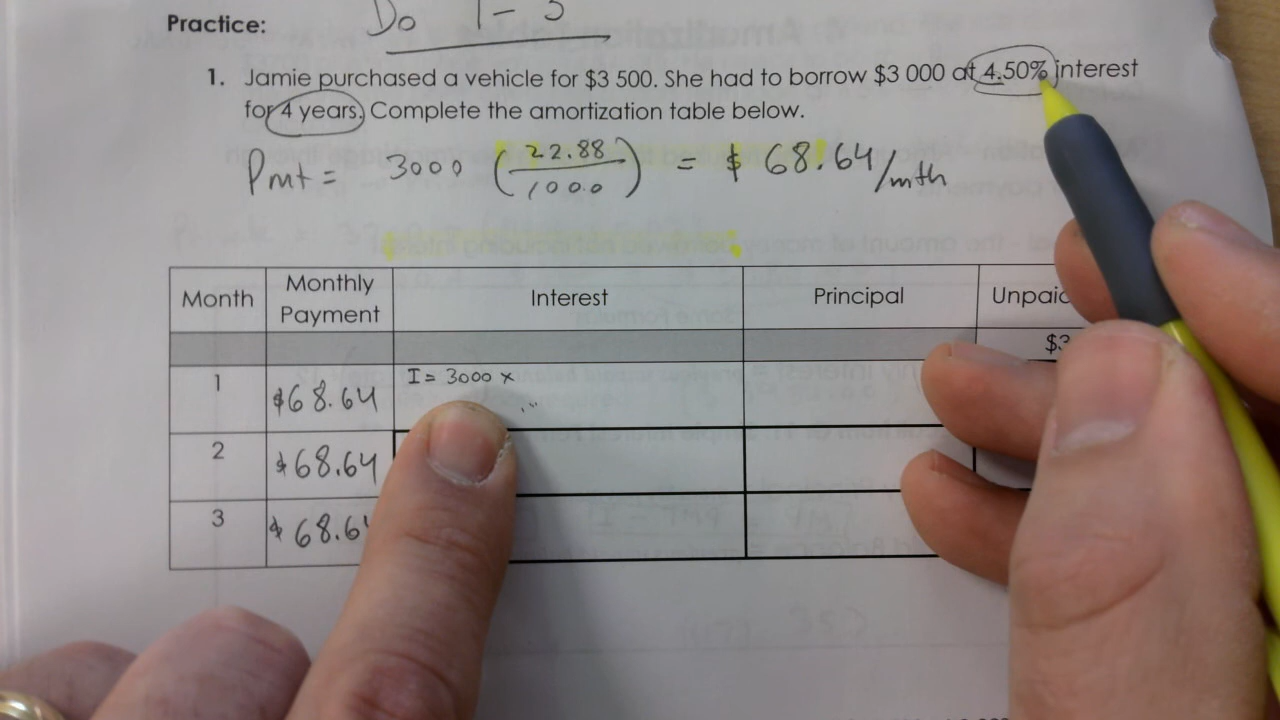 Practice: Do 1 - 3
1. Jamie purchased a vehicle for $3 500. She had to borrow $3 000 at 4.50% interest
for 4 years. Complete the amortization table below.
Pmt = 3000 (22.88/1000) = $68.64/mth
Month Monthly Payment Interest Principal Unpaid
$3
1 $68.64 I = 3000 x
2 $68.64
3 $68.64